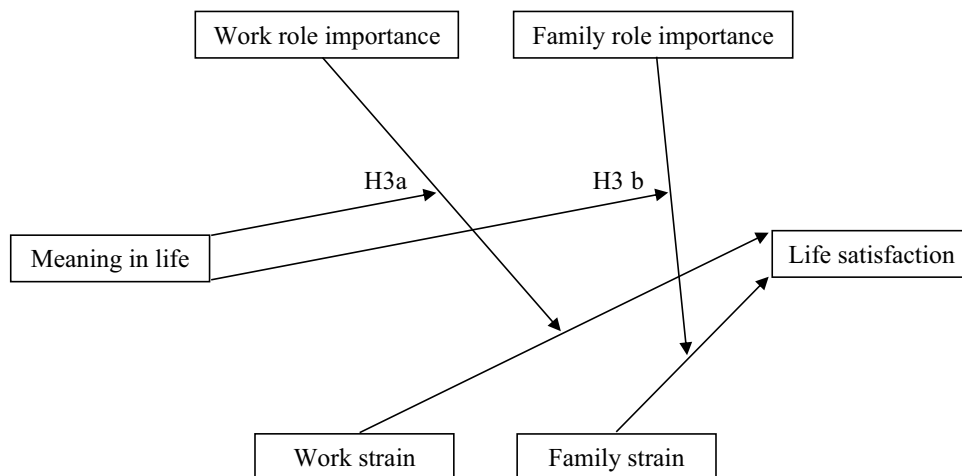 Work role importance
Family role importance
H3a
H3 b
Meaning in life
Life satisfaction
Work strain
Family strain